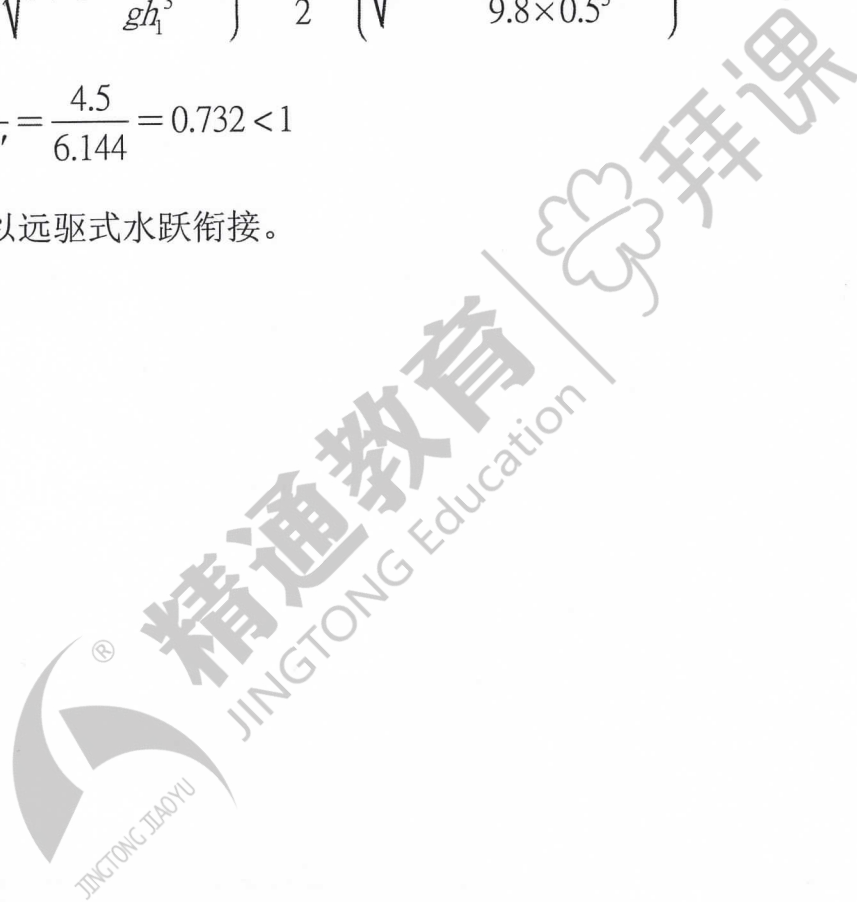 gh₁³ 2 9.8×0.5³
= 4.5/6.144 = 0.732 < 1
以远驱式水跃衔接。
拜课
精通教育
JINGTONG Education
®
JINGTONG JIAOYU